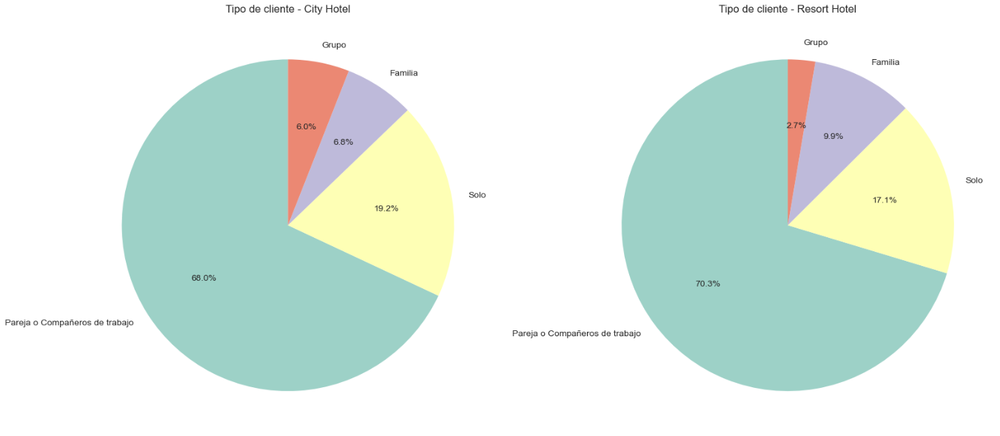 Tipo de cliente - City Hotel
Grupo
Familia
6.0%
6.8%
Solo
19.2%
68.0%
Pareja o Compañeros de trabajo
Tipo de cliente - Resort Hotel
Grupo
Familia
2.7%
9.9%
Solo
17.1%
70.3%
Pareja o Compañeros de trabajo